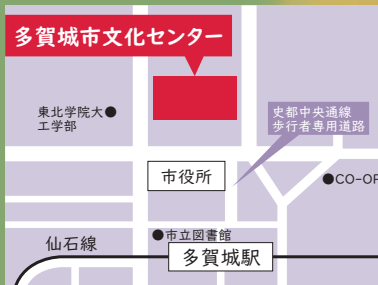 多賀城市文化センター
東北学院大●
工学部
史都中央通線
歩行者専用道路
市役所
●CO-OP
●市立図書館
仙石線
多賀城駅